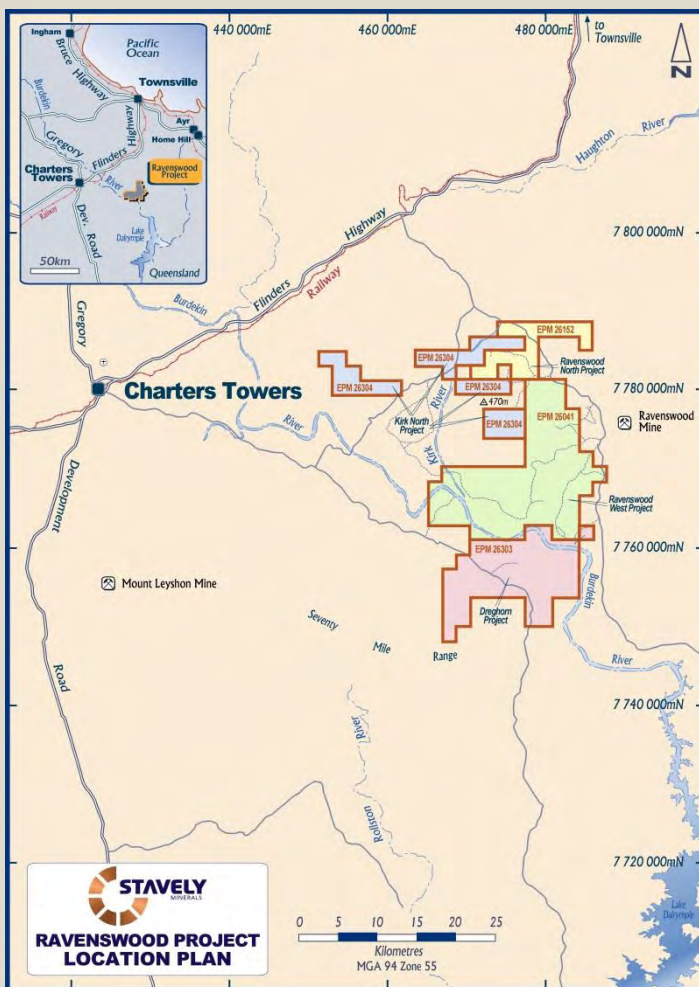 440 000mE
460 000mE
480 000mE
to
Townsville
N
Ingham
Bruce
Highway
Pacific
Ocean
Townsville
Burdekin
Ayr
Home Hill
Gregory
Flinders
Highway
Charters
Towers
River
Ravenswood
Project
Railway
Dev. Road
Lake
Dalrymple
50km
Queensland
Haughton
River
7 800 000mN
Flinders
Highway
Railway
Burdekin
Gregory
EPM 26152
EPM 26304
Ravenswood
North Project
EPM 26304
EPM 26304
River
7 780 000mN
Charters Towers
470m
EPM 26041
Kirk North
Project
EPM 26304
Ravenswood
Mine
River
Kirk
Ravenswood
West Project
Development
EPM 26303
7 760 000mN
Mount Leyshon Mine
Burdekin
Dreghorn
Project
Seventy
Mile
Range
River
Road
7 740 000mN
River
Rolliston
7 720 000mN
STAVELY
MINERALS
RAVENSWOOD PROJECT
LOCATION PLAN
0 5 10 15 20 25
Kilometres
MGA 94 Zone 55
Lake
Dalrymple